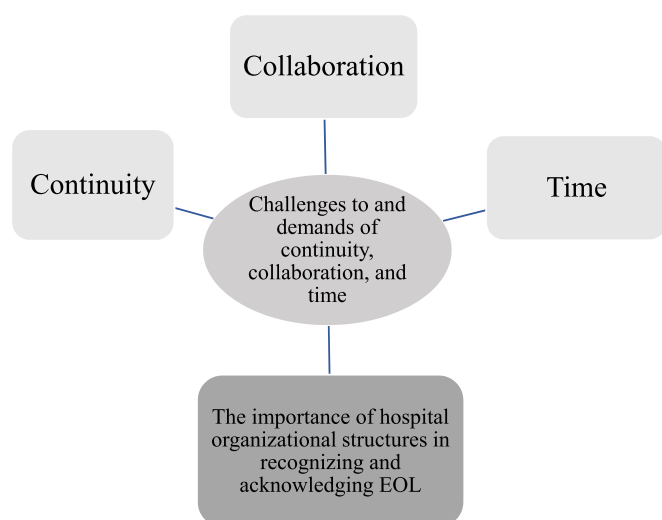 Collaboration
Continuity
Time
Challenges to and
demands of
continuity,
collaboration, and
time
The importance of hospital
organizational structures in
recognizing and
acknowledging EOL